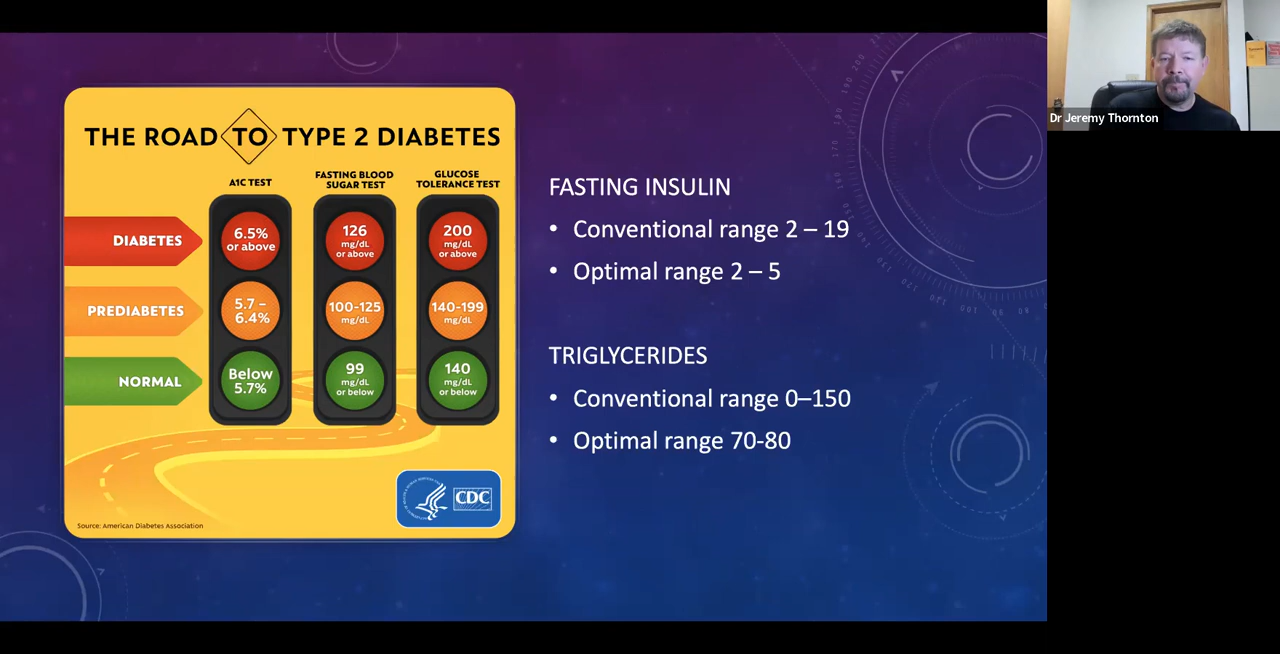 THE ROAD TO TYPE 2 DIABETES
A1C TEST
FASTING BLOOD
SUGAR TEST
GLUCOSE
TOLERANCE TEST
DIABETES
6.5%
or above
126
mg/dL
or above
200
mg/dL
or above
PREDIABETES
5.7 –
6.4%
100-125
mg/dL
140-199
mg/dL
NORMAL
Below
5.7%
99
mg/dL
or below
140
mg/dL
or below
CDC
Source: American Diabetes Association
FASTING INSULIN
• Conventional range 2 – 19
• Optimal range 2 – 5
TRIGLYCERIDES
• Conventional range 0–150
• Optimal range 70-80
Dr Jeremy Thornton